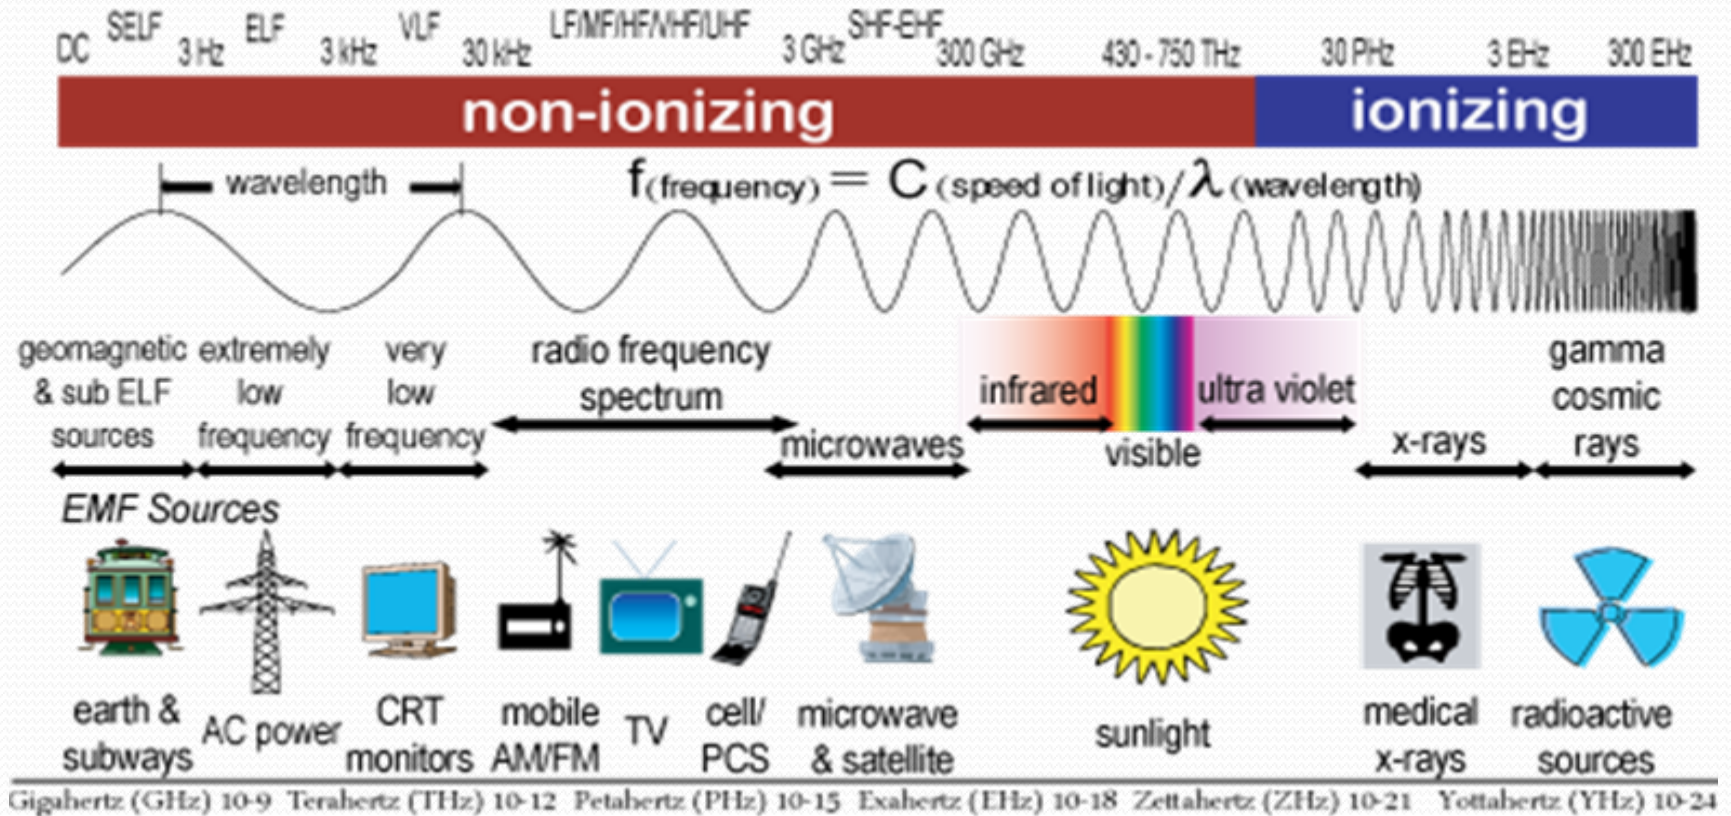 DC SELF 3 Hz ELF 3 kHz VLF 30 kHz LF/MF/HF/VHF/UHF 3 GHz SHF-EHF 300 GHz 430 - 750 THz 30 PHz 3 EHz 300 EHz
non-ionizing ionizing
wavelength
f(frequency) = C (speed of light)/λ(wavelength)
geomagnetic
& sub ELF
sources
extremely
low
frequency
very
low
frequency
radio frequency
spectrum
microwaves
infrared
visible
ultra violet
x-rays
gamma
cosmic
rays
EMF Sources
earth &
subways
AC power
CRT
monitors
mobile
AM/FM
TV
cell/
PCS
microwave
& satellite
sunlight
medical
x-rays
radioactive
sources
Gigahertz (GHz) 10-9 Terahertz (THz) 10-12 Petahertz (PHz) 10-15 Exahertz (EHz) 10-18 Zettahertz (ZHz) 10-21 Yottahertz (YHz) 10-24